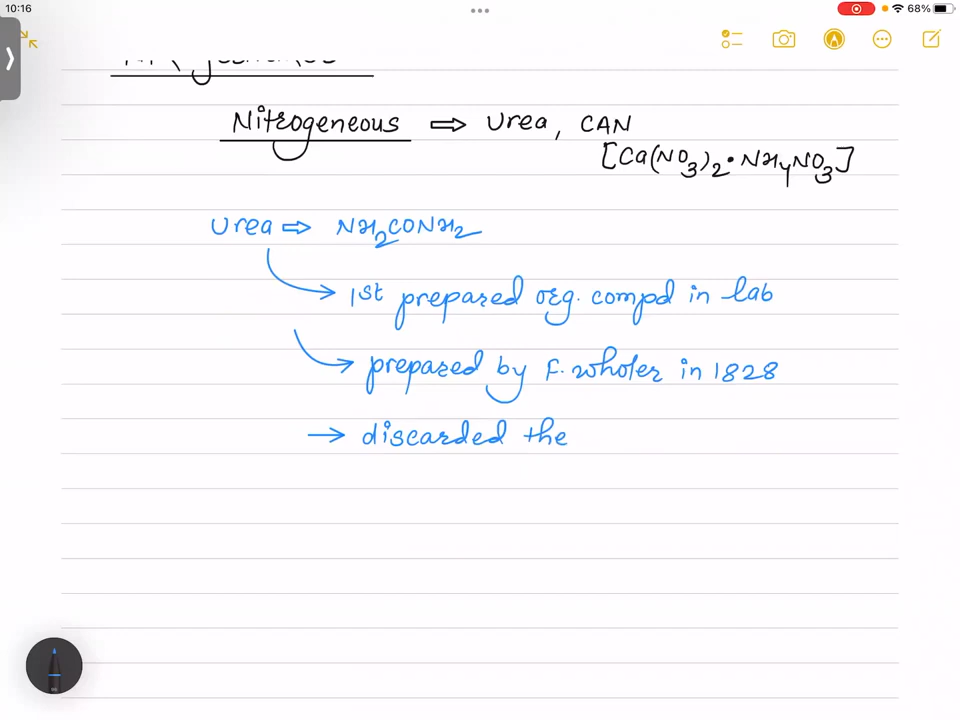 10:16
68%
Nitrogeneous ⇒ Urea, CAN
[Ca(NO3)2•NH4NO3]
Urea ⇒ NH2CONH2
1st prepared org. compd in lab
prepared by F. Wholer in 1828
→ discarded the